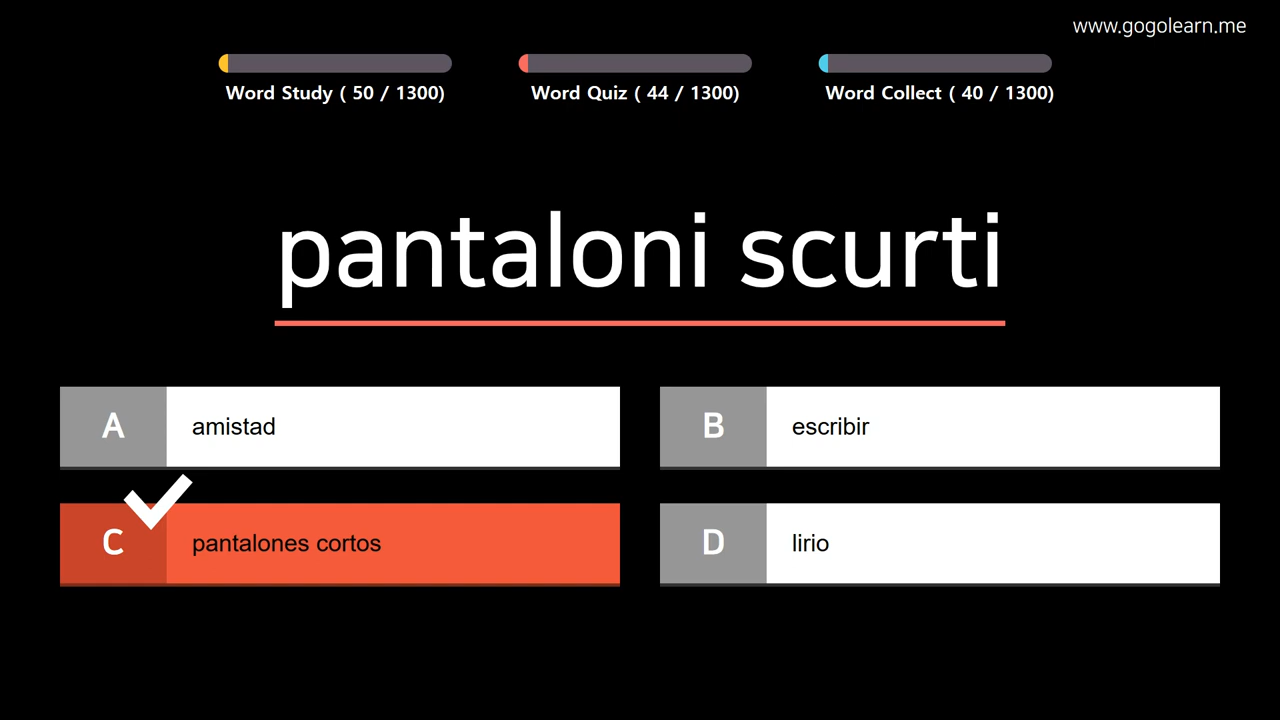 www.gogolearn.me
Word Study ( 50 / 1300)
Word Quiz ( 44 / 1300)
Word Collect ( 40 / 1300)
pantaloni scurti
A
amistad
B
escribir
C
pantalones cortos
D
lirio